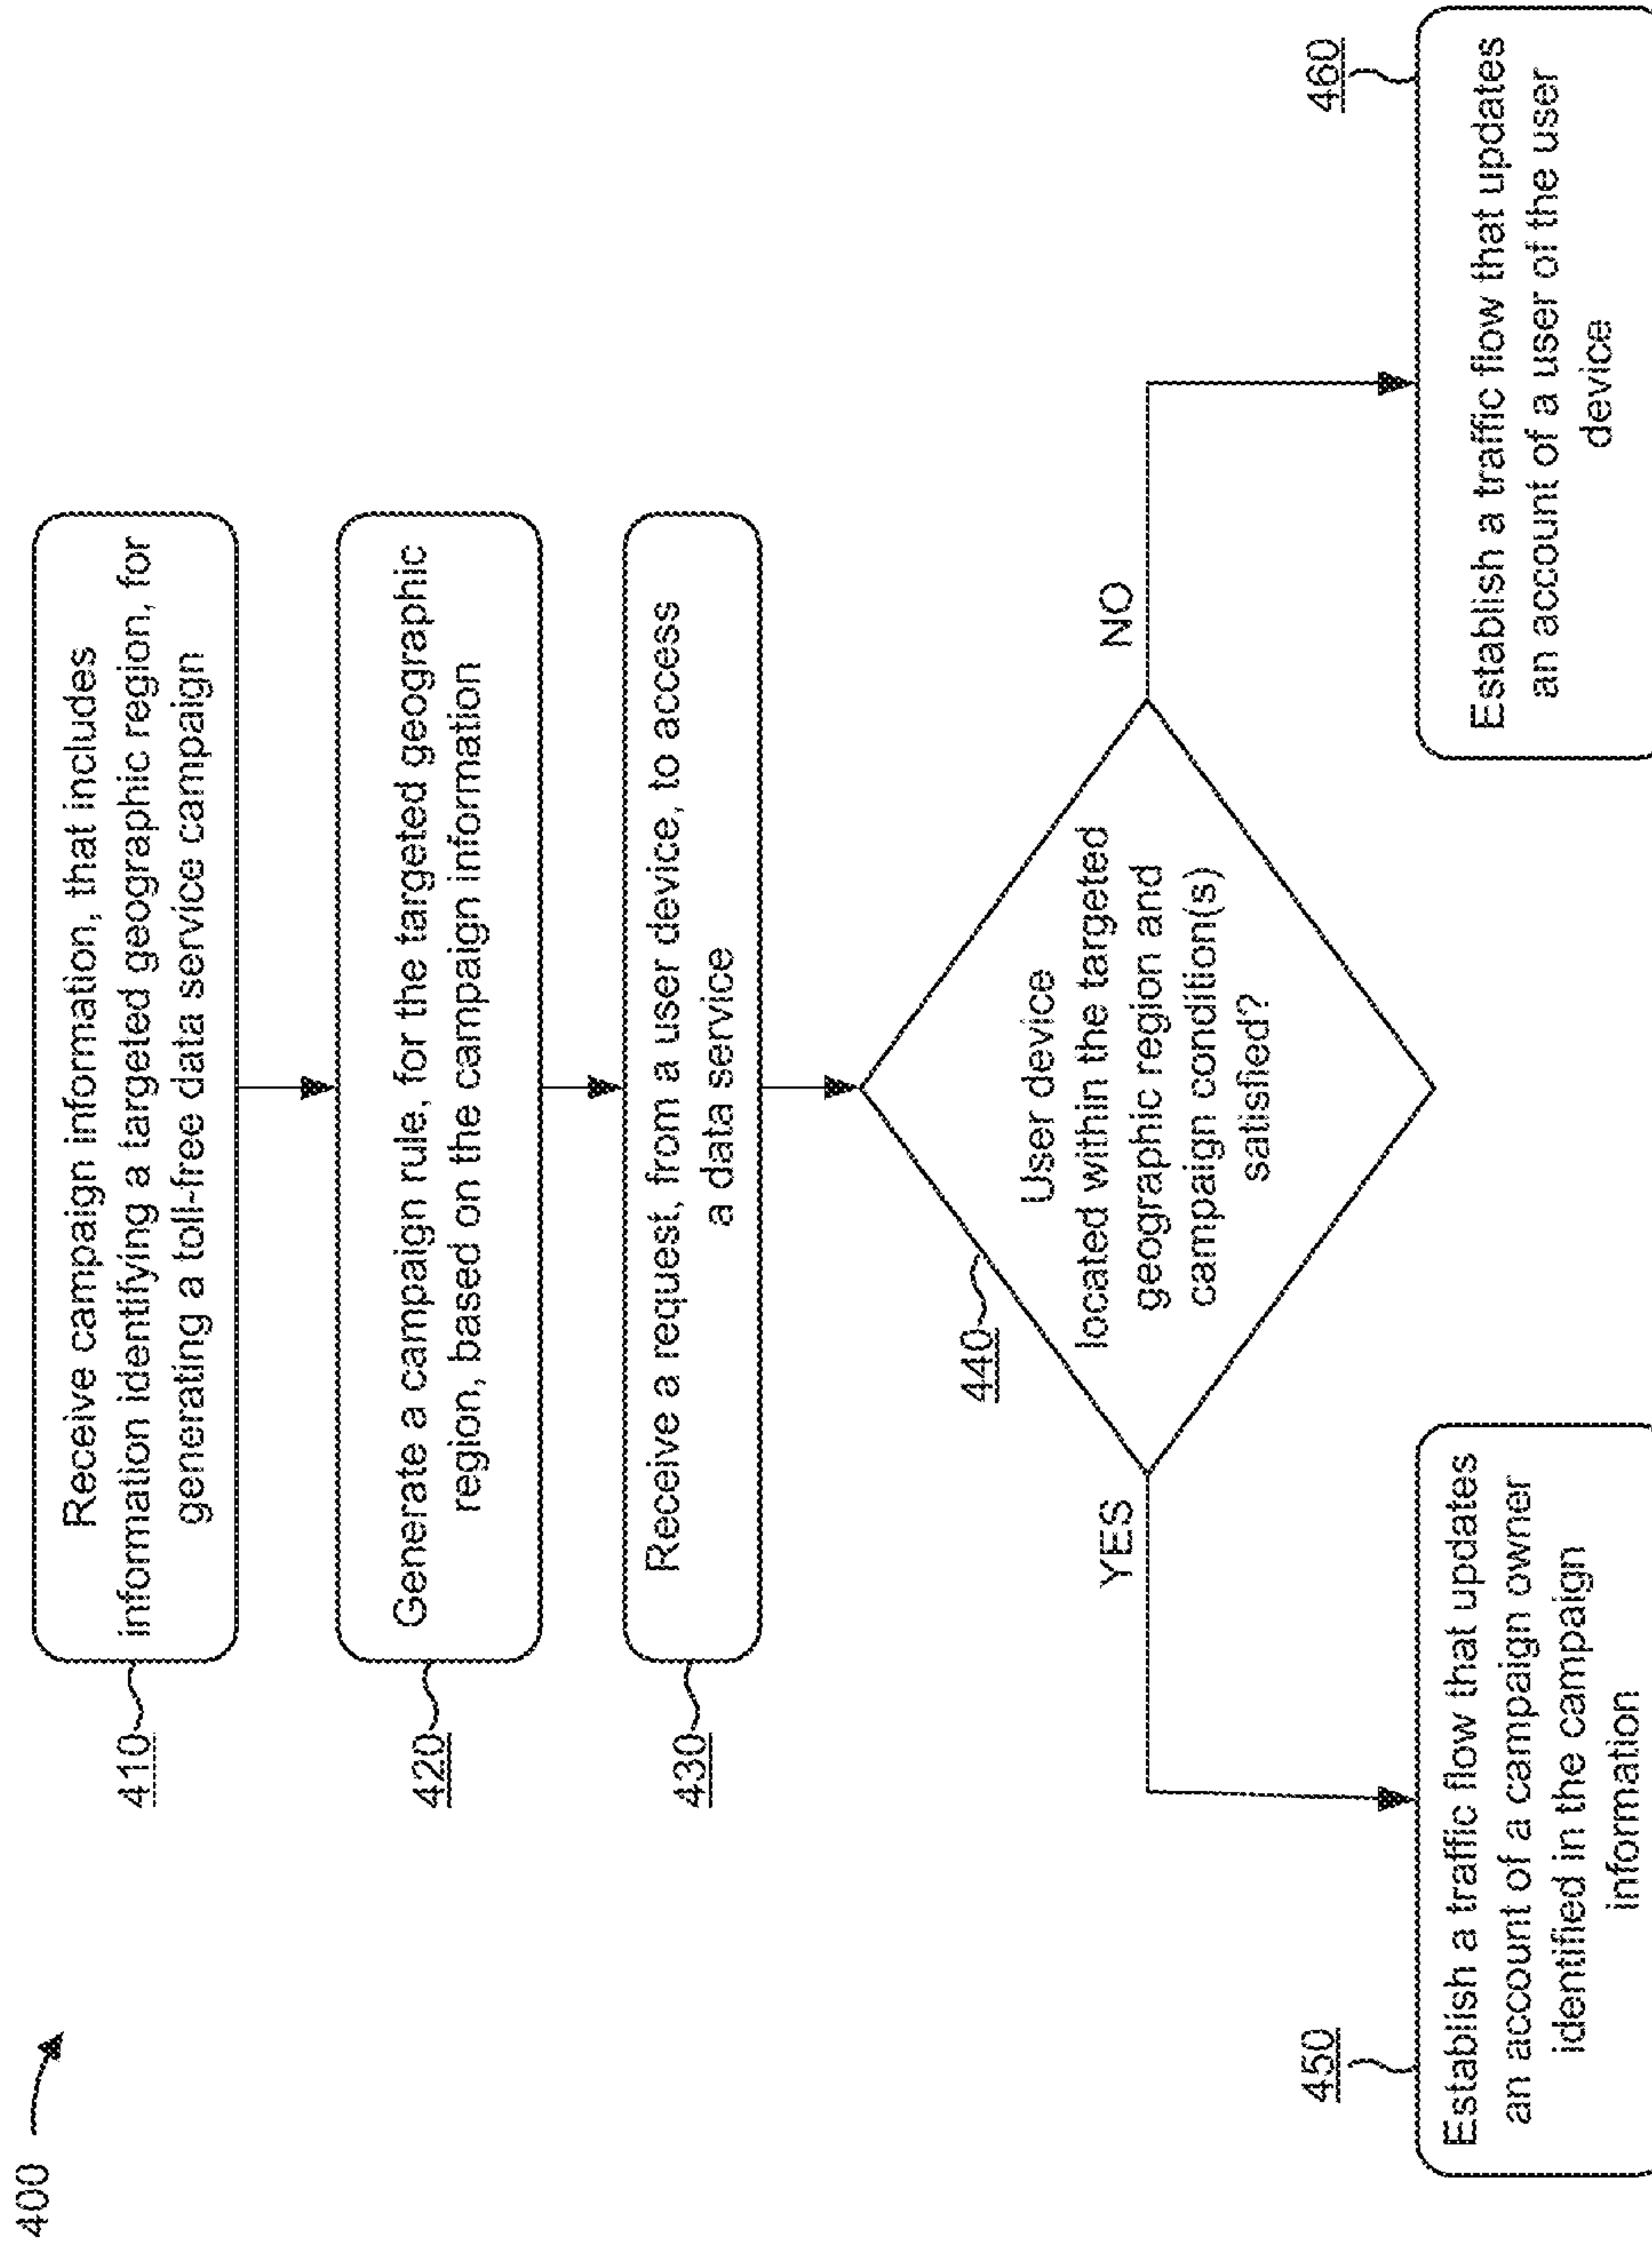 400
410
Receive campaign information, that includes
information identifying a targeted geographic region, for
generating a toll-free data service campaign
420
Generate a campaign rule, for the targeted geographic
region, based on the campaign information
430
Receive a request, from a user device, to access
a data service
440
User device
located within the targeted
geographic region and
campaign condition(s)
satisfied?
YES
NO
450
Establish a traffic flow that updates
an account of a campaign owner
identified in the campaign
information
460
Establish a traffic flow that updates
an account of a user of the user
device